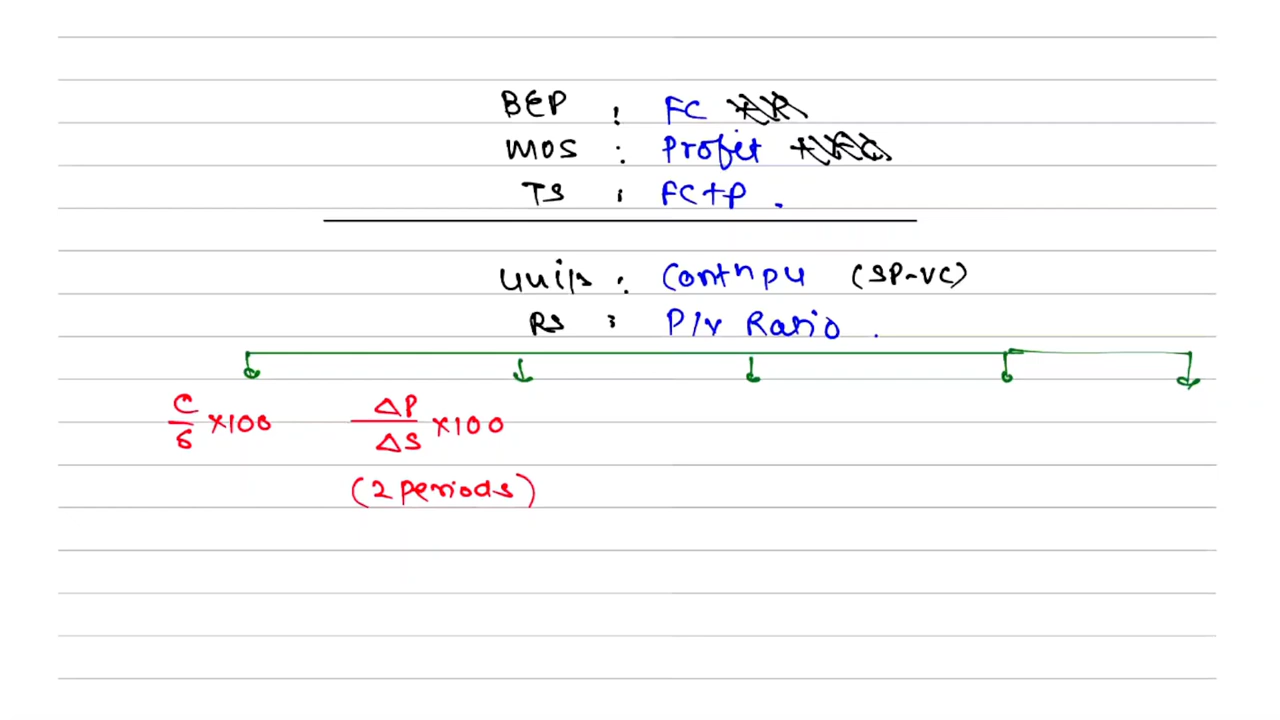 BEP : FC
MOS : Profit
TS : FC+P .
Units : Contn pu (SP-VC)
RS : P/v Ratio .
C/S ×100 ΔP/ΔS ×100
(2 periods)